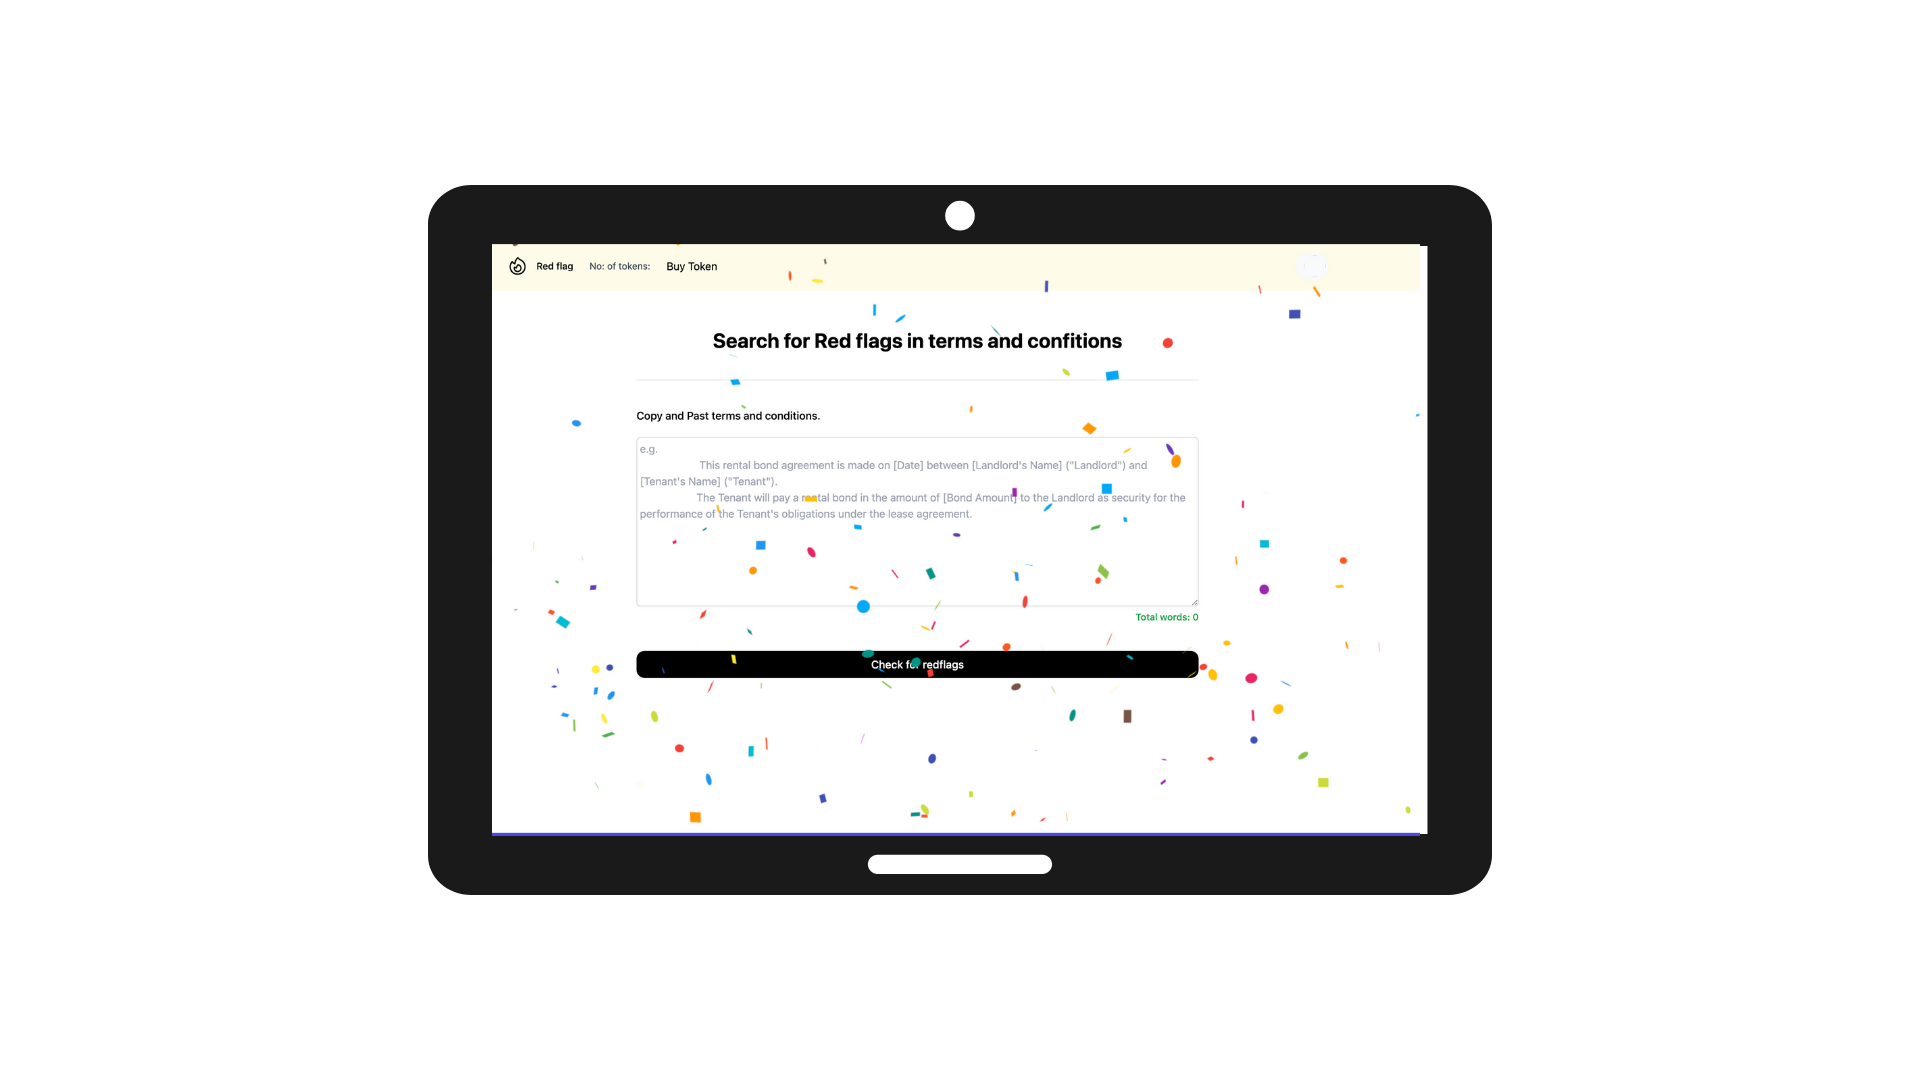 Red flag No: of tokens: Buy Token
Search for Red flags in terms and confitions
Copy and Past terms and conditions.
e.g.
This rental bond agreement is made on [Date] between [Landlord's Name] ("Landlord") and
[Tenant's Name] ("Tenant").
The Tenant will pay a rental bond in the amount of [Bond Amount] to the Landlord as security for the
performance of the Tenant's obligations under the lease agreement.
Total words: 0
Check for redflags